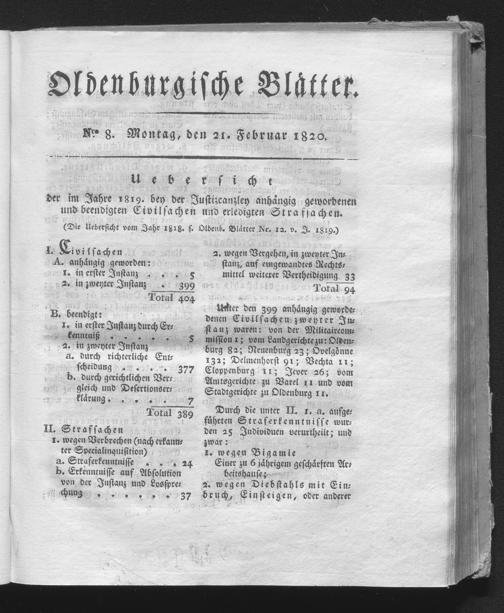 Oldenburgische Blätter.
Nro 8. Montag, den 21. Februar 1820.
Uebersicht
der im Jahre 1819. bey der Justizcanzley anhängig gewordenen
und beendigten Civilsachen und erledigten Strafsachen.
(Die Uebersicht vom Jahr 1818. s. Oldenb. Blätter Nr. 12. v. J. 1819.)
I. Civilsachen
A. anhängig geworden:
1. in erster Instanz . . . 5
2. in zweyter Instanz . 399
Total 404
B. beendigt:
1. in erster Instanz durch Er-
kenntniß . . . . . 5
2. in zweyter Instanz
a. durch richterliche Ent-
scheidung . . . . 377
b. durch gerichtlichen Ver-
gleich und Desertionser-
klärung . . . . . 7
Total 389
II. Strafsachen
1. wegen Verbrechen (nach erkann-
ter Specialinquisition)
a. Straferkenntnisse . . . 24
b. Erkenntnisse auf Absolution
von der Instanz und Lossprec-
chung . . . . . . 37
2. wegen Vergehen, in zweyter In-
stanz, auf eingewandtes Rechts-
mittel weiterer Vertheidigung 33
Total 94
Unter den 399 anhängig geworde-
denen Civilsachen zweyter In-
stanz waren: von der Militaircom-
mission 1; vom Landgerichte zu: Olden-
burg 82; Neuenburg 23; Ovelgönne
132; Delmenhorst 91; Vechta 11;
Cloppenburg 11; Jever 26; vom
Amtsgerichte zu Varel 11 und vom
Stadtgerichte zu Oldenburg 11.
Durch die unter II. 1. a. aufge-
führten Straferkenntnisse wur-
den 25 Individuen verurtheilt; und
zwar:
1. wegen Bigamie
Einer zu 6 jährigem geschärften Ar-
beitshause;
2. wegen Diebstahls mit Ein-
bruch, Einsteigen, oder anderer